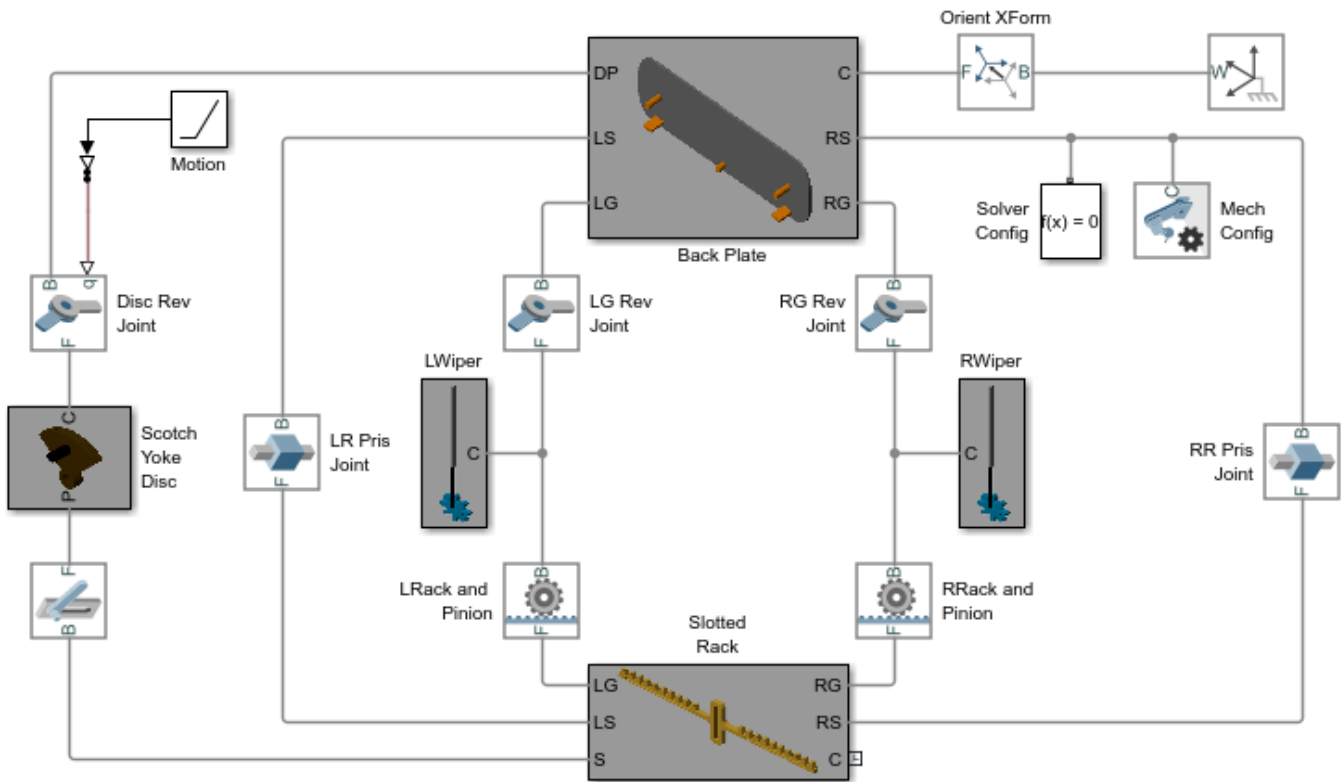 Orient XForm
DP
C
F
B
W
Motion
LS
RS
LG
RG
Solver
Config
f(x) = 0
C
Mech
Config
Back Plate
B
q
Disc Rev
Joint
F
B
LG Rev
Joint
F
RG Rev
Joint
B
F
LWiper
C
RWiper
C
C
Scotch
Yoke
Disc
P
B
LR Pris
Joint
F
RR Pris
Joint
B
F
F
B
LRack and
Pinion
B
F
B
F
RRack and
Pinion
Slotted
Rack
LG
RG
LS
RS
S
C